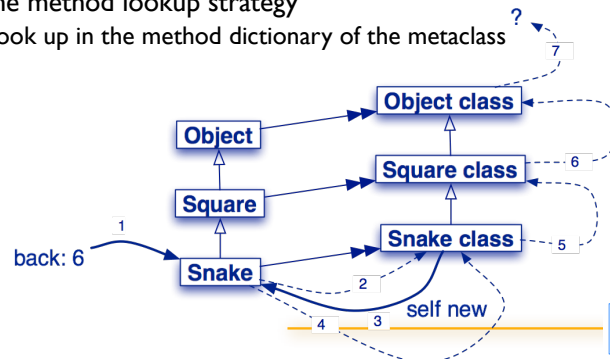 he method lookup strategy
ook up in the method dictionary of the metaclass
?
7
Object class
Object
6
Square class
Square
1
Snake class
5
back: 6
Snake
2
self new
4
3